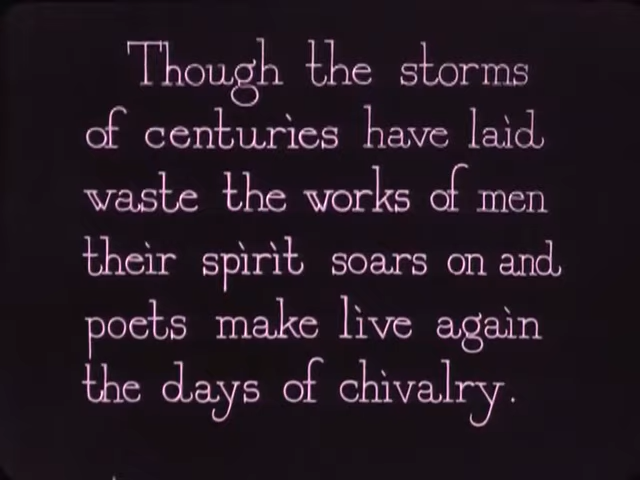 Though the storms
of centuries have laid
waste the works of men
their spirit soars on and
poets make live again
the days of chivalry.